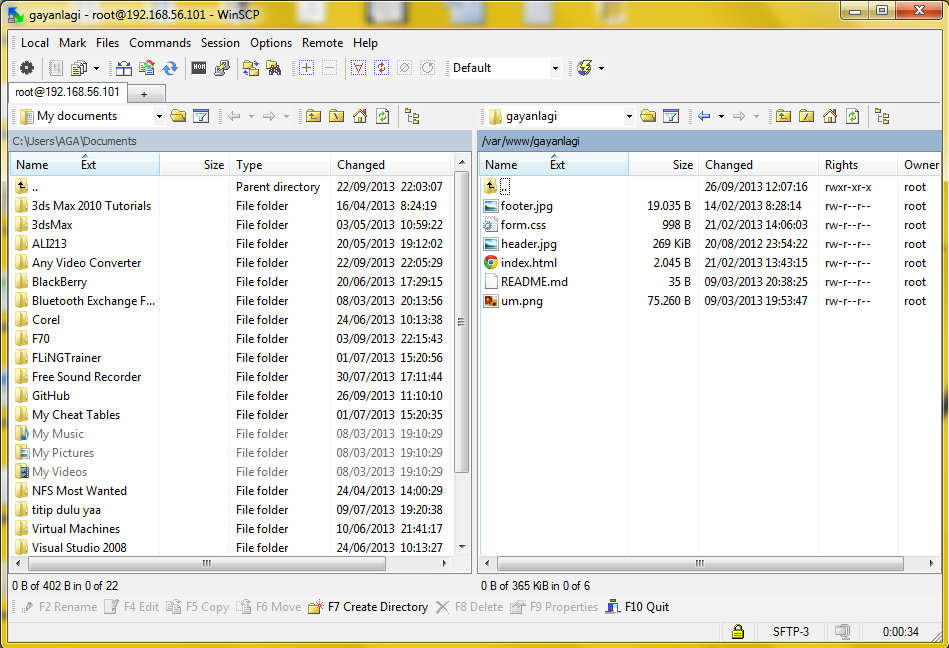 gayanlagi - root@192.168.56.101 - WinSCP
Local Mark Files Commands Session Options Remote Help
Default
root@192.168.56.101 +
My documents gayanlagi
C:\Users\AGA\Documents /var/www/gayanlagi
Name Ext Size Type Changed Name Ext Size Changed Rights Owner
.. Parent directory 22/09/2013 22:03:07 .. 26/09/2013 12:07:16 rwxr-xr-x root
3ds Max 2010 Tutorials File folder 16/04/2013 8:24:19 footer.jpg 19.035 B 14/02/2013 8:28:14 rw-r--r-- root
3dsMax File folder 03/05/2013 10:59:22 form.css 998 B 21/02/2013 14:06:03 rw-r--r-- root
ALI213 File folder 20/05/2013 19:12:02 header.jpg 269 KiB 20/08/2012 23:54:22 rw-r--r-- root
Any Video Converter File folder 22/09/2013 22:05:29 index.html 2.045 B 21/02/2013 13:43:15 rw-r--r-- root
BlackBerry File folder 20/06/2013 17:29:15 README.md 35 B 09/03/2013 20:38:25 rw-r--r-- root
Bluetooth Exchange F... File folder 08/03/2013 20:13:56 um.png 75.260 B 09/03/2013 19:53:47 rw-r--r-- root
Corel File folder 24/06/2013 10:13:38
F70 File folder 03/09/2013 22:15:43
FLiNGTrainer File folder 01/07/2013 15:20:56
Free Sound Recorder File folder 30/07/2013 17:11:44
GitHub File folder 26/09/2013 11:10:10
My Cheat Tables File folder 01/07/2013 15:20:35
My Music File folder 08/03/2013 19:10:29
My Pictures File folder 08/03/2013 19:10:29
My Videos File folder 08/03/2013 19:10:29
NFS Most Wanted File folder 24/04/2013 14:00:29
titip dulu yaa File folder 09/07/2013 19:20:38
Virtual Machines File folder 10/06/2013 21:41:17
Visual Studio 2008 File folder 24/06/2013 10:13:27
0 B of 402 B in 0 of 22 0 B of 365 KiB in 0 of 6
F2 Rename F4 Edit F5 Copy F6 Move F7 Create Directory F8 Delete F9 Properties F10 Quit
SFTP-3 0:00:34